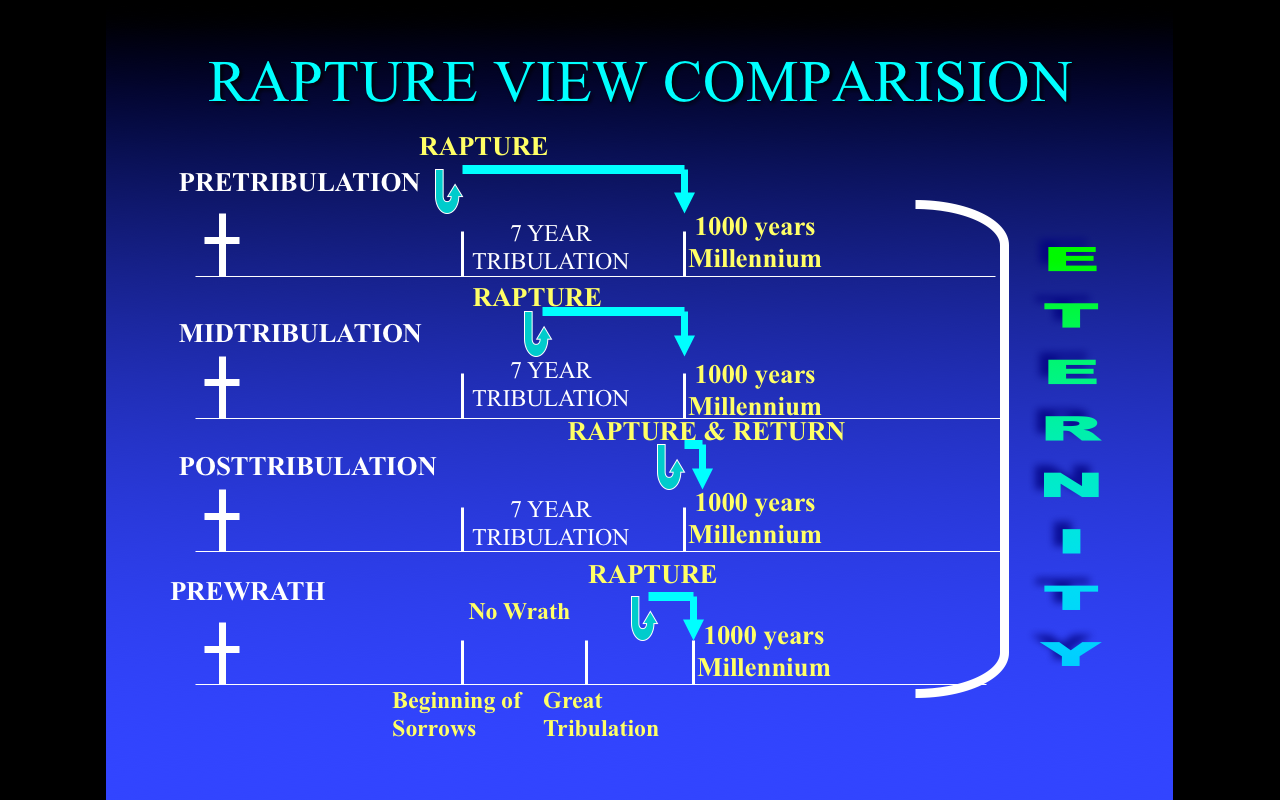 RAPTURE VIEW COMPARISION
RAPTURE
PRETRIBULATION
7 YEAR
TRIBULATION
1000 years
Millennium
RAPTURE
MIDTRIBULATION
7 YEAR
TRIBULATION
1000 years
Millennium
RAPTURE & RETURN
POSTTRIBULATION
7 YEAR
TRIBULATION
1000 years
Millennium
RAPTURE
PREWRATH
No Wrath
1000 years
Millennium
Beginning of
Sorrows
Great
Tribulation
ETERNITY